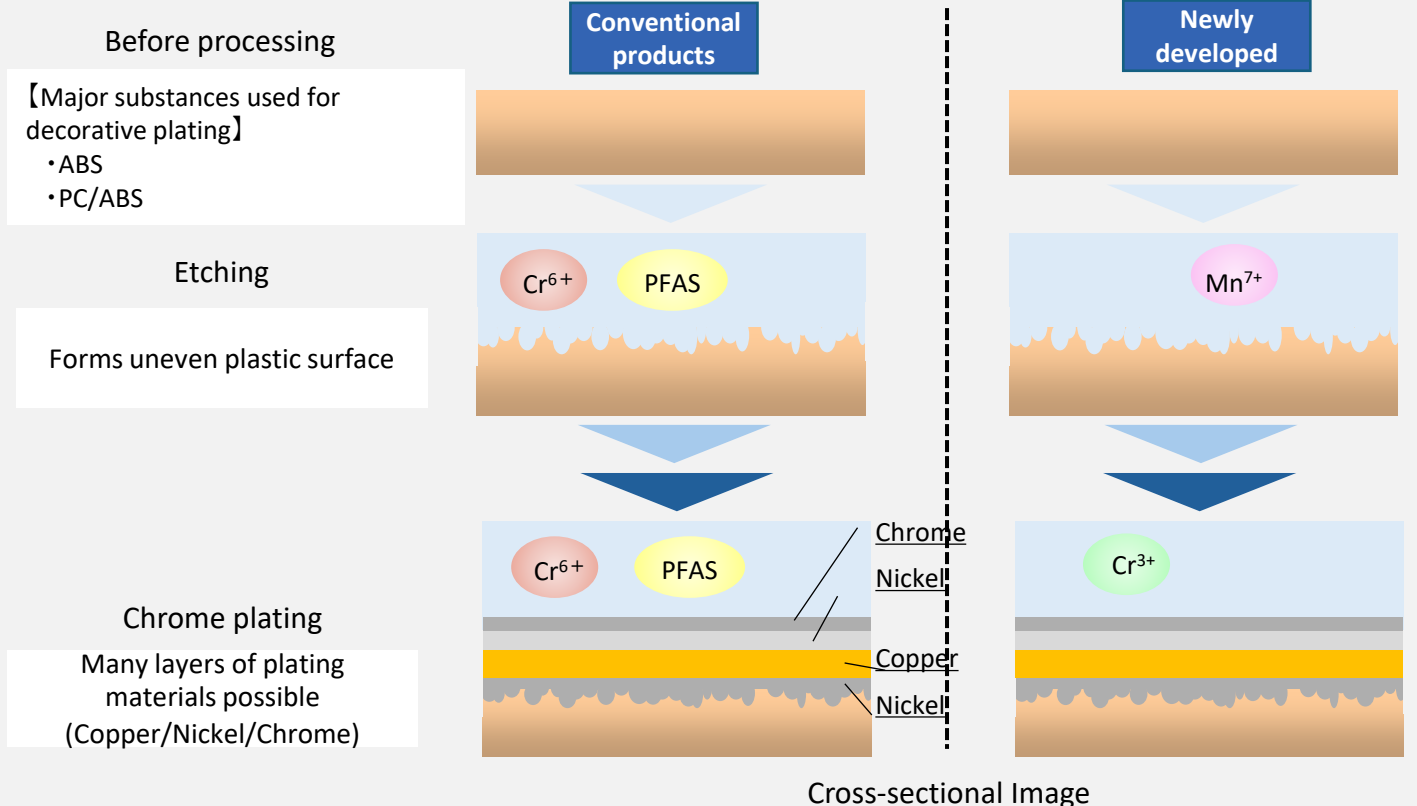 Before processing
Conventional
products
Newly
developed
【Major substances used for
decorative plating】
・ABS
・PC/ABS
Etching
Cr⁶⁺
PFAS
Mn⁷⁺
Forms uneven plastic surface
Cr⁶⁺
PFAS
Chrome
Nickel
Copper
Nickel
Cr³⁺
Chrome plating
Many layers of plating
materials possible
(Copper/Nickel/Chrome)
Cross-sectional Image